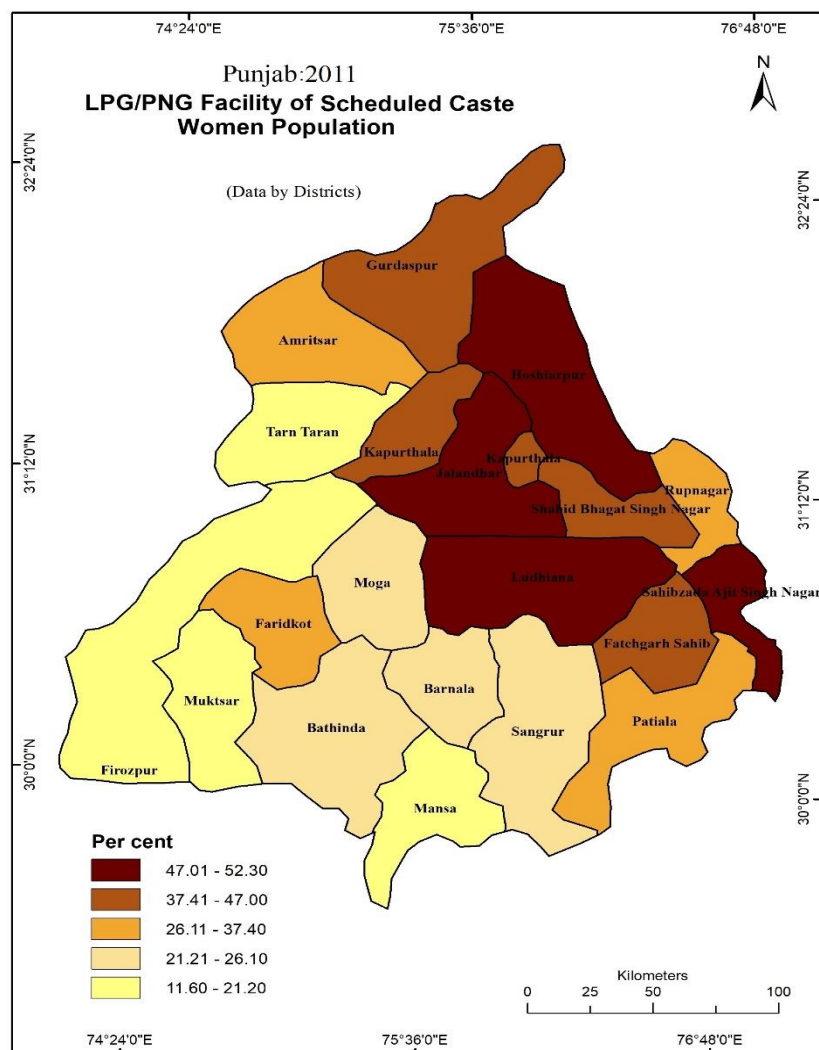 74°24'0"E 75°36'0"E 76°48'0"E
Punjab:2011
N
LPG/PNG Facility of Scheduled Caste
Women Population
32°24'0"N
(Data by Districts)
32°24'0"N
Gurdaspur
Amritsar
Hoshiarpur
Tarn Taran
Kapurthala
Kapurthala
Jalandhar
31°12'0"N
Rupnagar
31°12'0"N
Shahid Bhagat Singh Nagar
Moga
Ludhiana
Sahibzada Ajit Singh Nagar
Faridkot
Fatehgarh Sahib
Barnala
Muktsar
Patiala
Bathinda
Sangrur
30°0'0"N
Firozpur
30°0'0"N
Mansa
Per cent
47.01 - 52.30
37.41 - 47.00
26.11 - 37.40
21.21 - 26.10
11.60 - 21.20
Kilometers
0 25 50 100
74°24'0"E 75°36'0"E 76°48'0"E